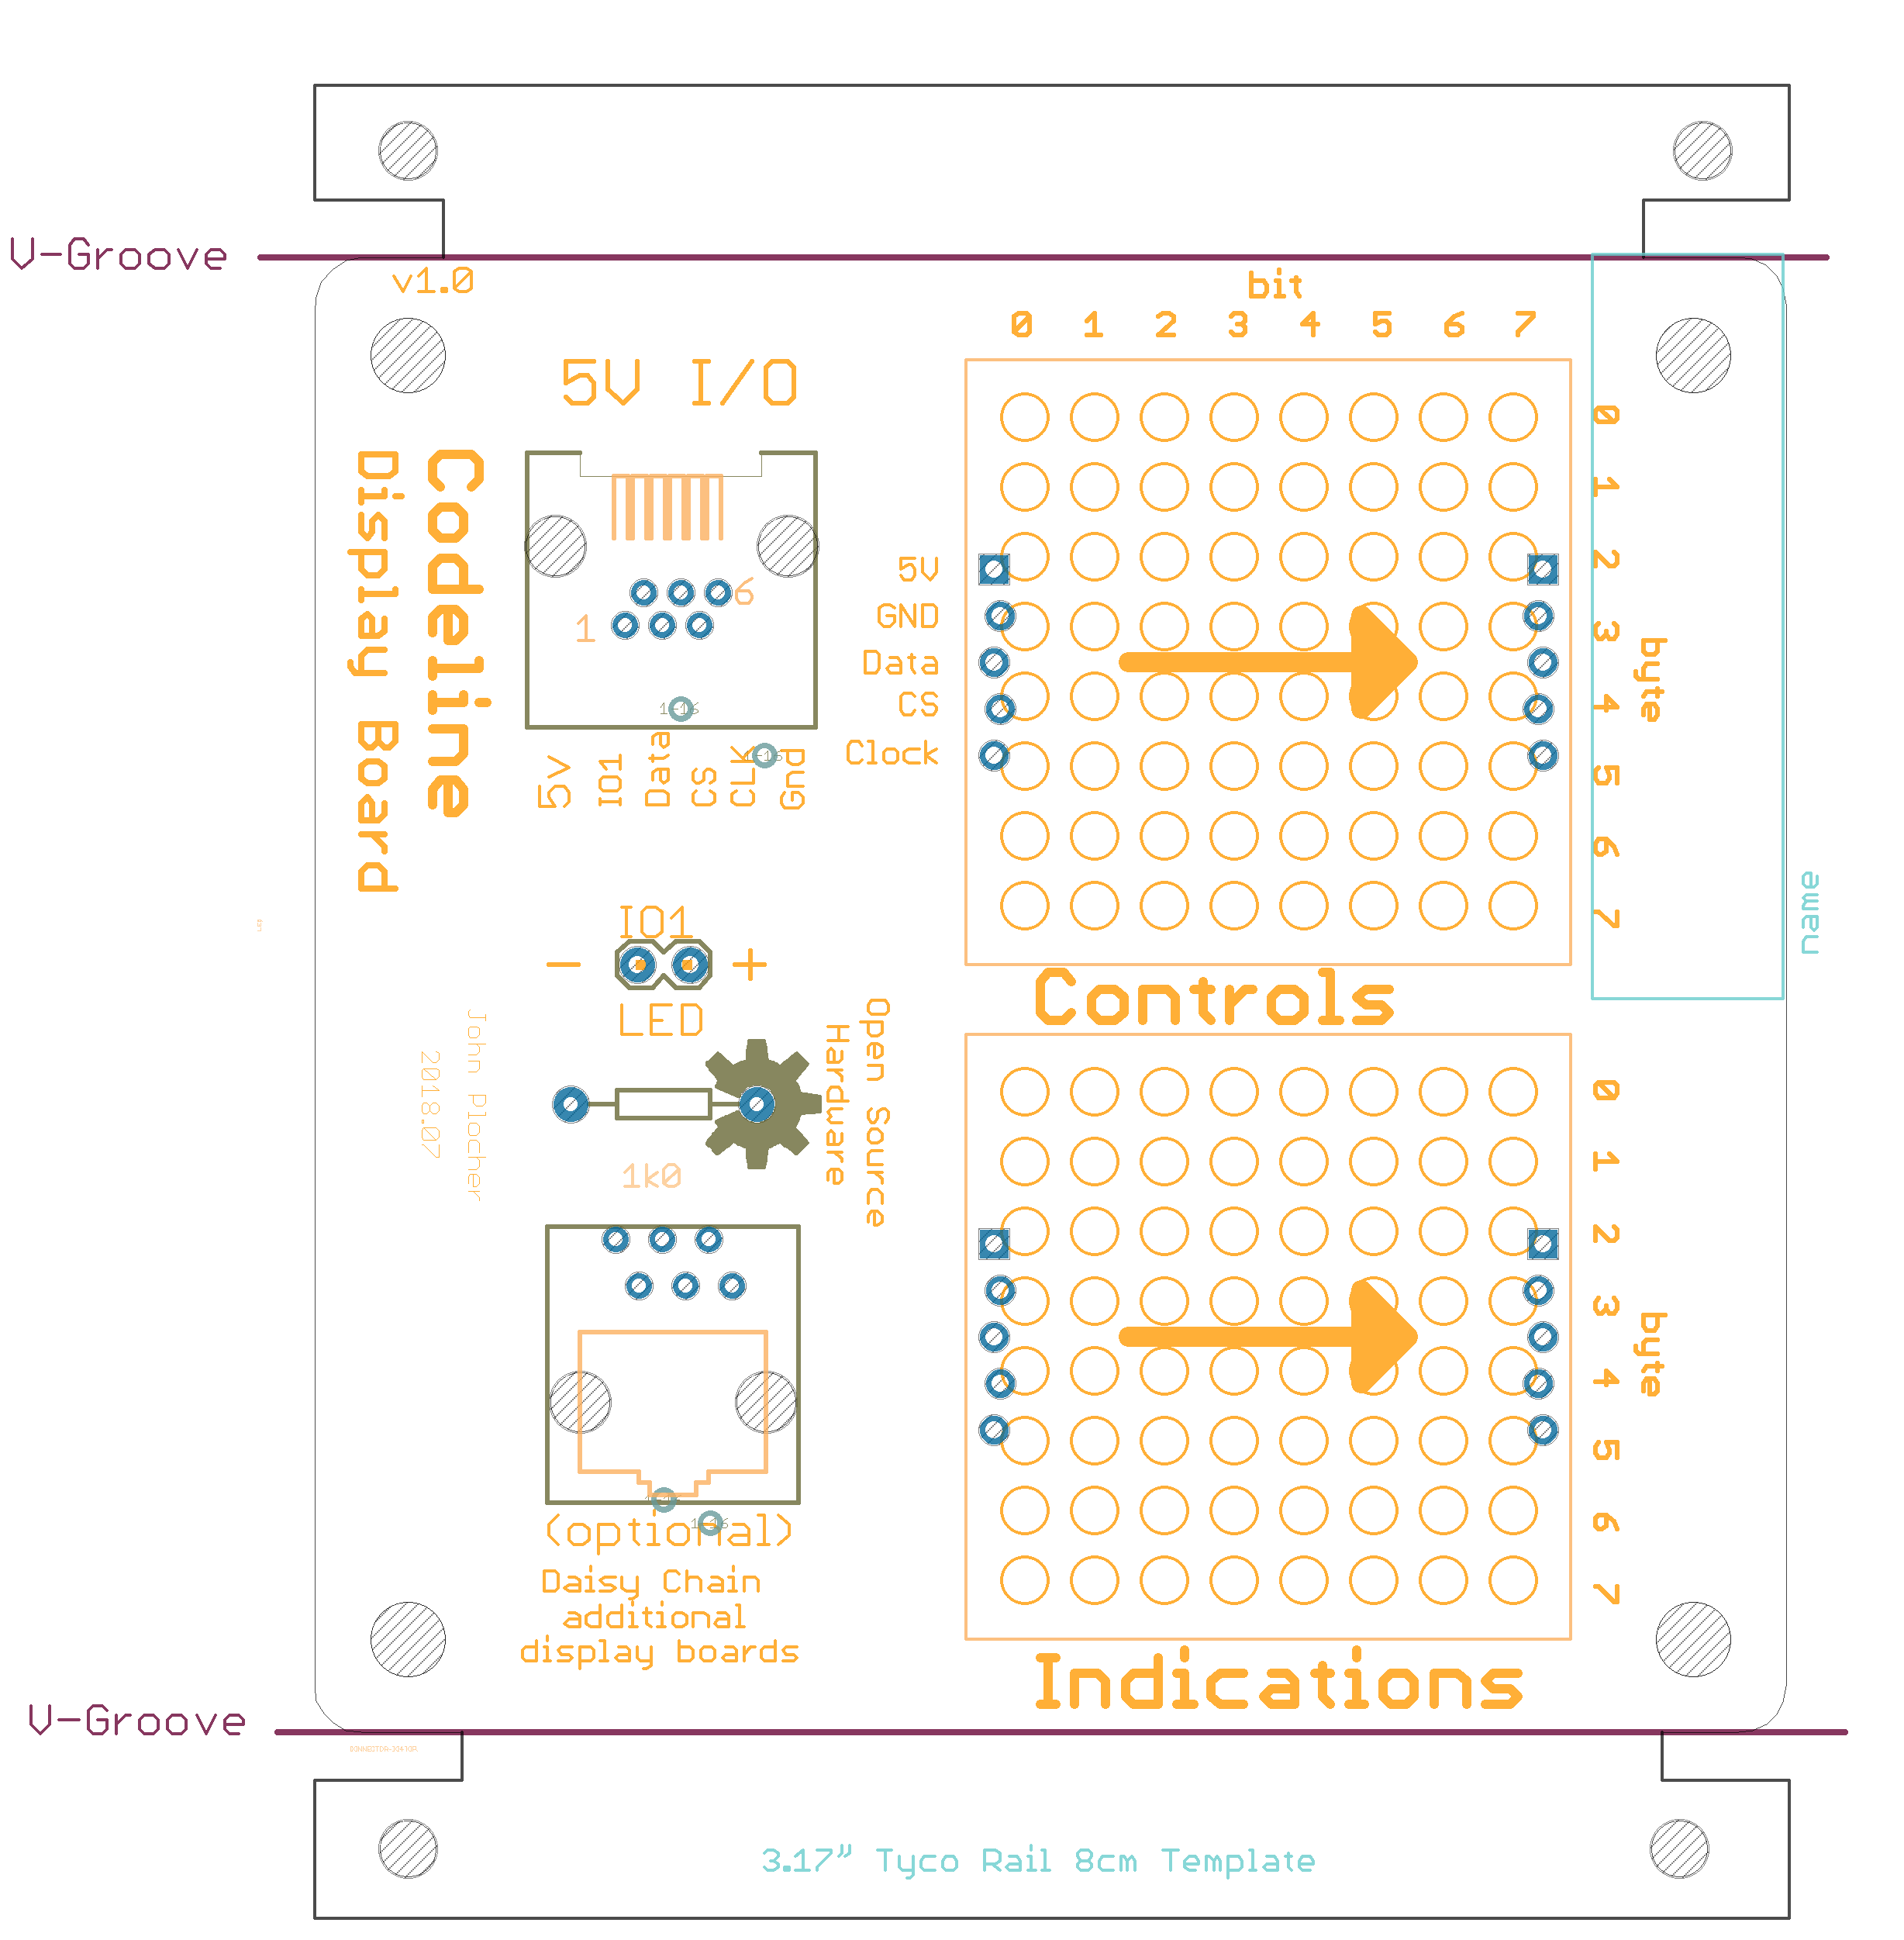 V-Groove
v1.0
bit
0 1 2 3 4 5 6 7
5V I/O
Codeline
Display Board
1
6
5v
IO1
Data
CS
CLK
Gnd
5V
GND
Data
CS
Clock
0
1
2
3
4
5
6
7
byte
name
Controls
IO1
- +
LED
John Plocher
2018.07
Open Source
Hardware
1k0
0
1
2
3
4
5
6
7
byte
(optional)
Daisy Chain
additional
display boards
Indications
V-Groove
3.17" Tyco Rail 8cm Template